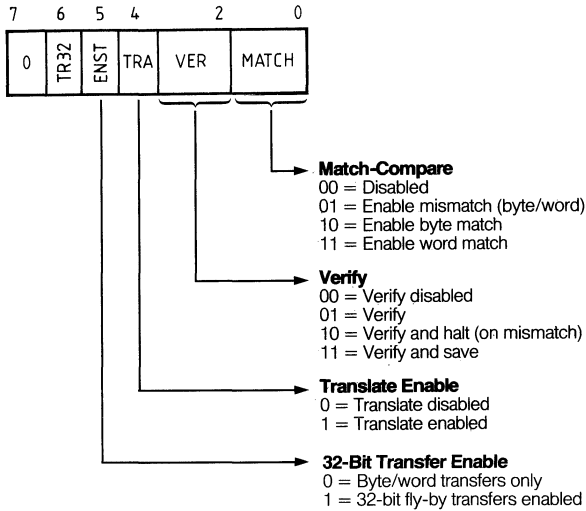 7 6 5 4 2 0
0 TR32 ENST TRA VER MATCH
Match-Compare
00 = Disabled
01 = Enable mismatch (byte/word)
10 = Enable byte match
11 = Enable word match
Verify
00 = Verify disabled
01 = Verify
10 = Verify and halt (on mismatch)
11 = Verify and save
Translate Enable
0 = Translate disabled
1 = Translate enabled
32-Bit Transfer Enable
0 = Byte/word transfers only
1 = 32-bit fly-by transfers enabled